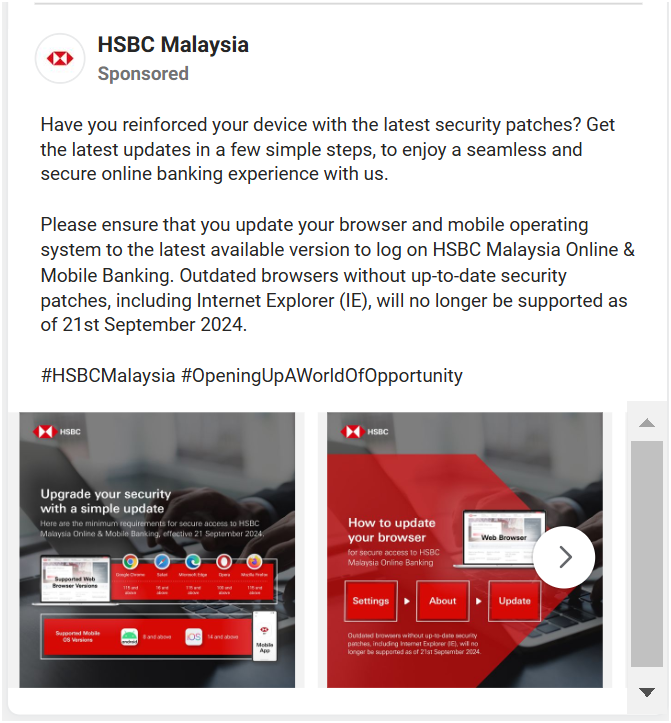 HSBC Malaysia
Sponsored
Have you reinforced your device with the latest security patches? Get
the latest updates in a few simple steps, to enjoy a seamless and
secure online banking experience with us.
Please ensure that you update your browser and mobile operating
system to the latest available version to log on HSBC Malaysia Online &
Mobile Banking. Outdated browsers without up-to-date security
patches, including Internet Explorer (IE), will no longer be supported as
of 21st September 2024.
#HSBCMalaysia #OpeningUpAWorldOfOpportunity
HSBC
Upgrade your security
with a simple update
Here are the minimum requirements for secure access to HSBC
Malaysia Online & Mobile Banking, effective 21 September 2024.
Supported Web
Browser Versions
Google Chrome
Safari
Microsoft Edge
Opera
Mozilla Firefox
and above
and above
and above
and above
and above
Supported Mobile
OS Versions
android
8 and above
iOS
14 and above
Mobile
App
HSBC
How to update
your browser
for secure access to HSBC
Malaysia Online Banking
Web Browser
Settings
About
Update
Outdated browsers without up-to-date security
patches, including Internet Explorer (IE), will no
longer be supported as of 21st September 2024.